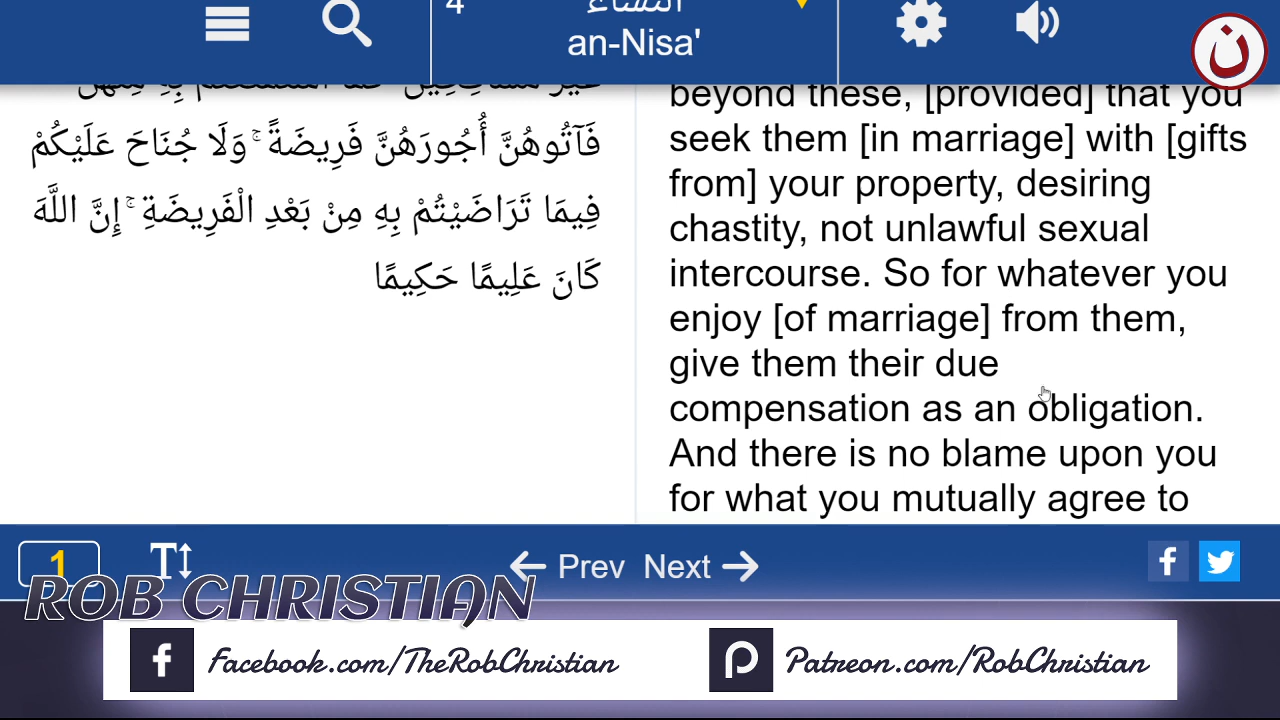 4
النساء
an-Nisa'
ن
فَآتُوهُنَّ أُجُورَهُنَّ فَرِيضَةً ۚ وَلَا جُنَاحَ عَلَيْكُمْ
فِيمَا تَرَاضَيْتُمْ بِهِ مِنْ بَعْدِ الْفَرِيضَةِ ۚ إِنَّ اللَّهَ
كَانَ عَلِيمًا حَكِيمًا
beyond these, [provided] that you
seek them [in marriage] with [gifts
from] your property, desiring
chastity, not unlawful sexual
intercourse. So for whatever you
enjoy [of marriage] from them,
give them their due
compensation as an obligation.
And there is no blame upon you
for what you mutually agree to
1
T
Prev Next
ROB CHRISTIAN
Facebook.com/TheRobChristian
Patreon.com/RobChristian